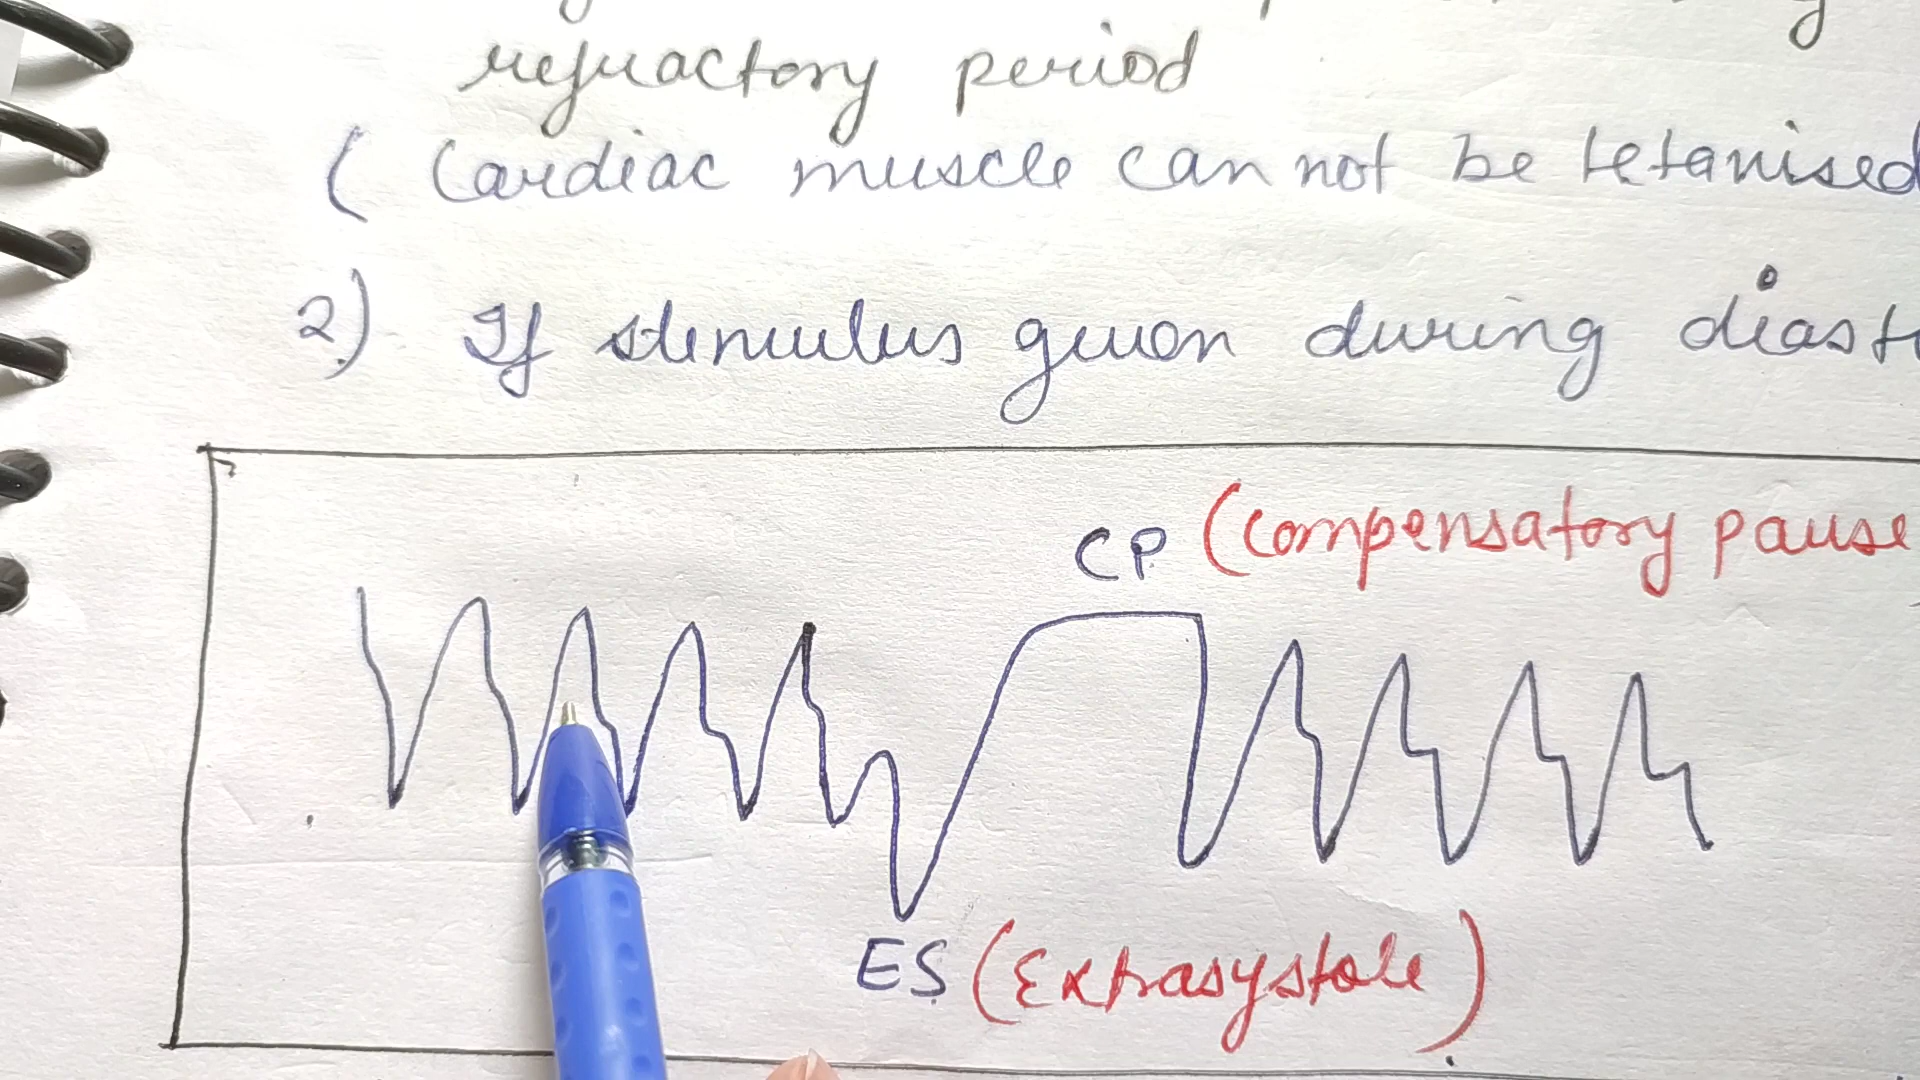 refractory period
( Cardiac muscle can not be tetanised
2) If stimulus given during diast
CP (Compensatory pause
ES (Extrasystole)